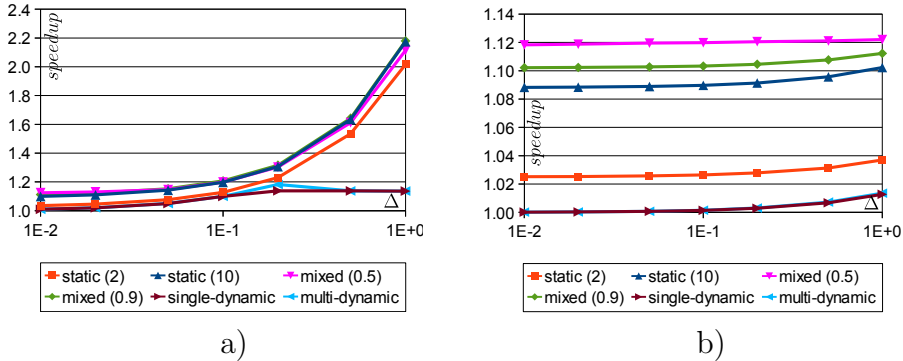 2.4
2.2
2.0
1.8
1.6
1.4
1.2
1.0
speedup
Δ
1E-2 1E-1 1E+0
static (2) static (10) mixed (0.5)
mixed (0.9) single-dynamic multi-dynamic
a)
1.14
1.12
1.10
1.08
1.06
1.04
1.02
1.00
speedup
Δ
1E-2 1E-1 1E+0
static (2) static (10) mixed (0.5)
mixed (0.9) single-dynamic multi-dynamic
b)